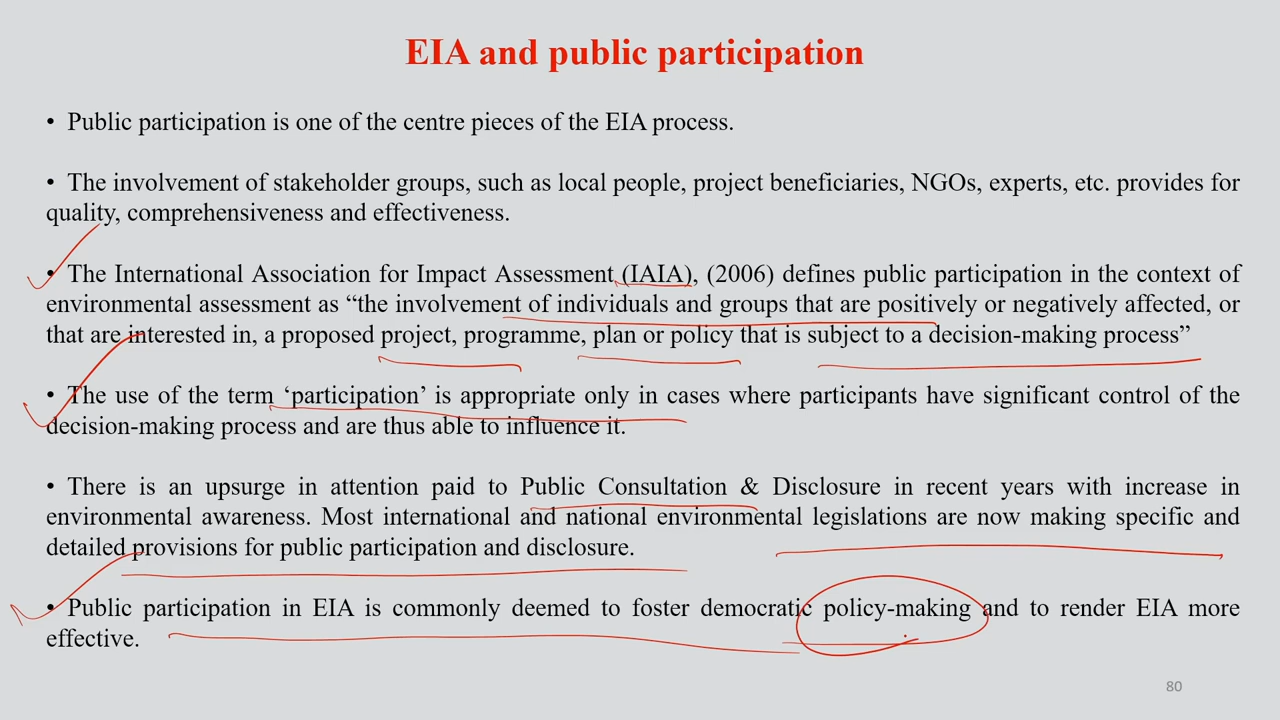 EIA and public participation
• Public participation is one of the centre pieces of the EIA process.
• The involvement of stakeholder groups, such as local people, project beneficiaries, NGOs, experts, etc. provides for
quality, comprehensiveness and effectiveness.
• The International Association for Impact Assessment (IAIA), (2006) defines public participation in the context of
environmental assessment as “the involvement of individuals and groups that are positively or negatively affected, or
that are interested in, a proposed project, programme, plan or policy that is subject to a decision-making process”
• The use of the term ‘participation’ is appropriate only in cases where participants have significant control of the
decision-making process and are thus able to influence it.
• There is an upsurge in attention paid to Public Consultation & Disclosure in recent years with increase in
environmental awareness. Most international and national environmental legislations are now making specific and
detailed provisions for public participation and disclosure.
• Public participation in EIA is commonly deemed to foster democratic policy-making and to render EIA more
effective.
80